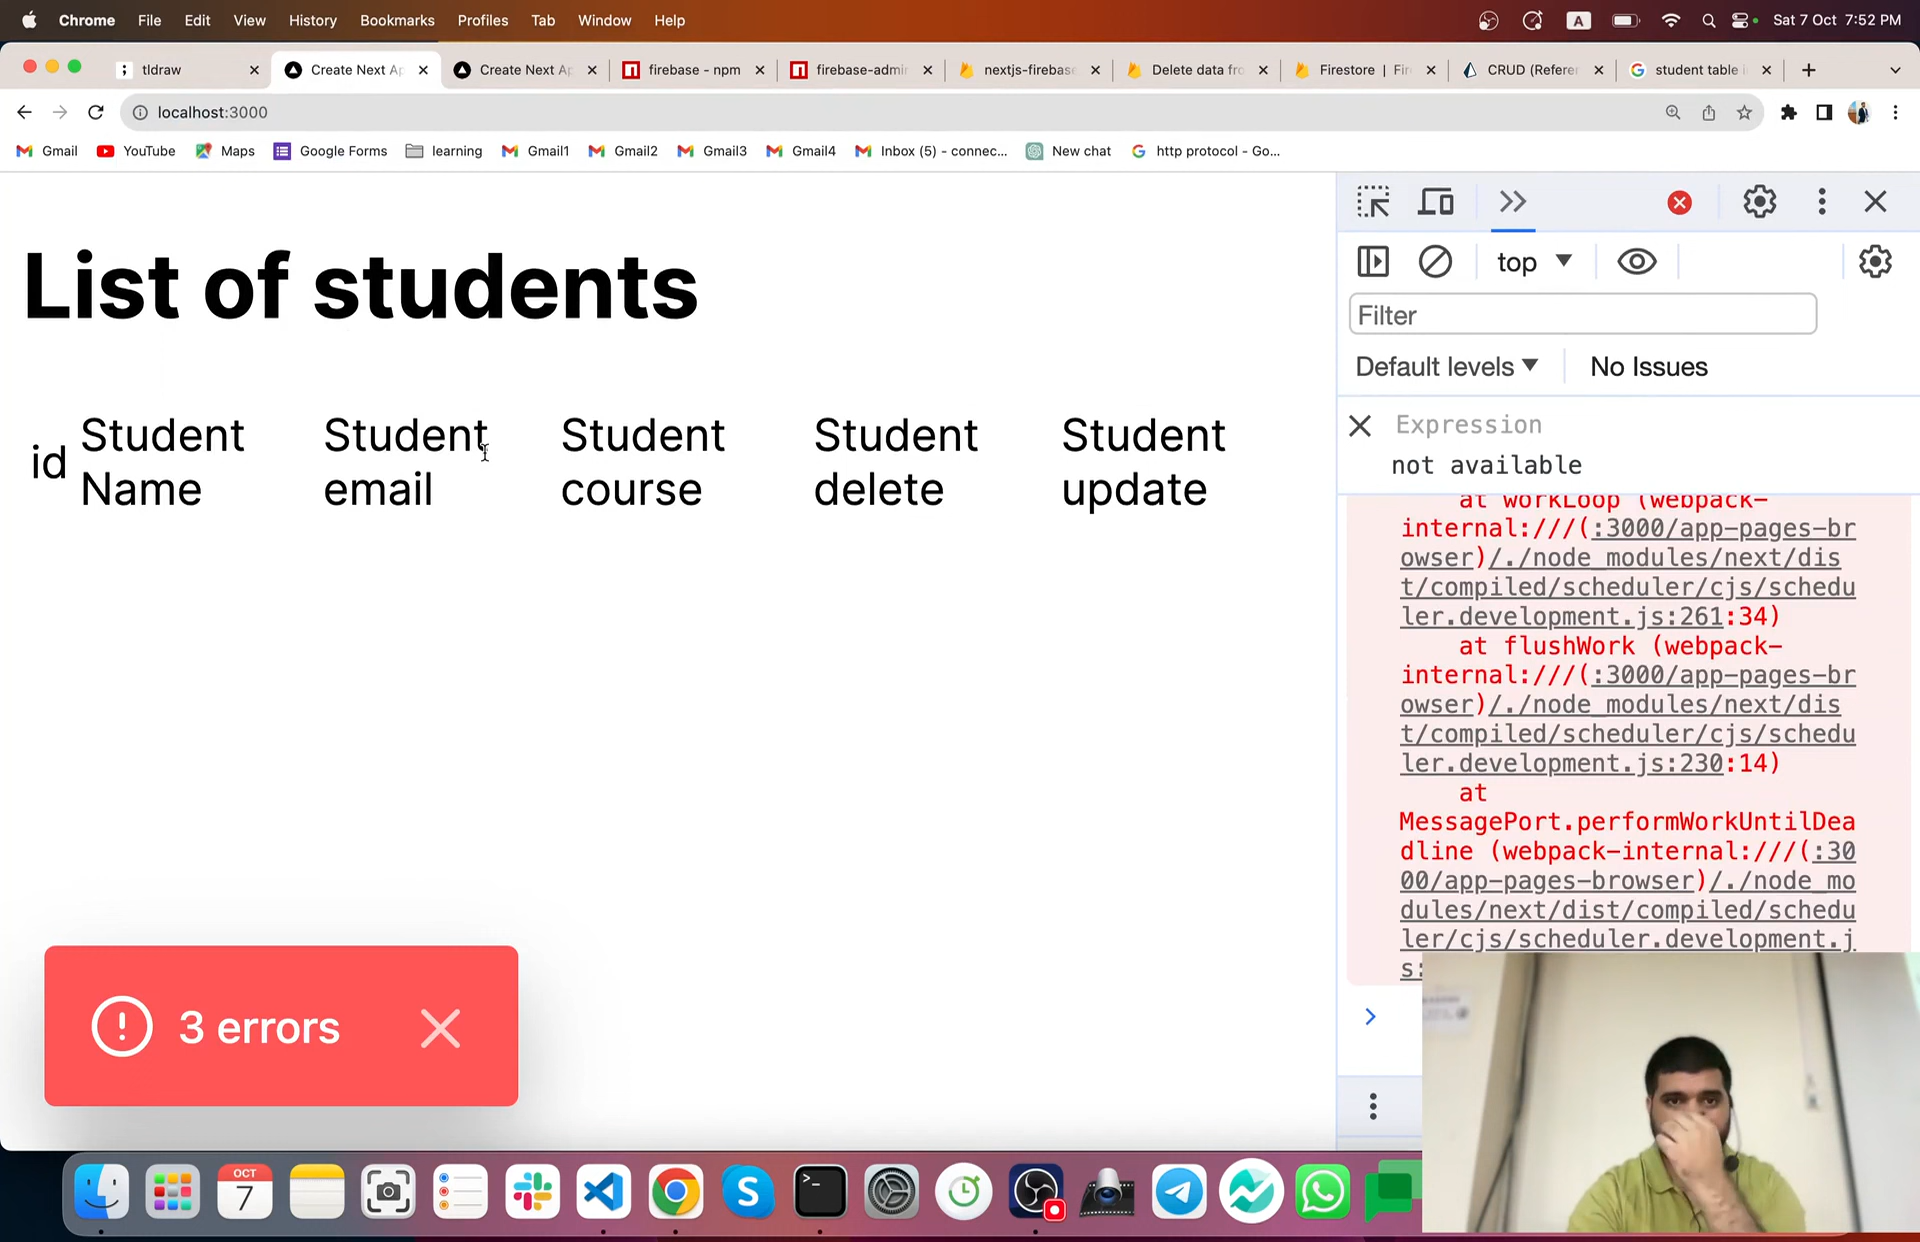 Chrome File Edit View History Bookmarks Profiles Tab Window Help
A Sat 7 Oct 7:52 PM
tldraw
Create Next Ap
Create Next Ap
firebase - npm
firebase-admin
nextjs-firebase
Delete data fro
Firestore | Fir
CRUD (Referen
student table i
localhost:3000
Gmail YouTube Maps Google Forms learning Gmail1 Gmail2 Gmail3 Gmail4 Inbox (5) - connec... New chat http protocol - Go...
List of students
id
Student
Name
Student
email
Student
course
Student
delete
Student
update
3 errors
top
Filter
Default levels No Issues
Expression
not available
at workLoop (webpack-
internal:///(:3000/app-pages-br
owser)/./node_modules/next/dis
t/compiled/scheduler/cjs/schedu
ler.development.js:261:34)
at flushWork (webpack-
internal:///(:3000/app-pages-br
owser)/./node_modules/next/dis
t/compiled/scheduler/cjs/schedu
ler.development.js:230:14)
at
MessagePort.performWorkUntilDea
dline (webpack-internal:///(:30
00/app-pages-browser)/./node_mo
dules/next/dist/compiled/schedu
ler/cjs/scheduler.development.j
s:
OCT
7